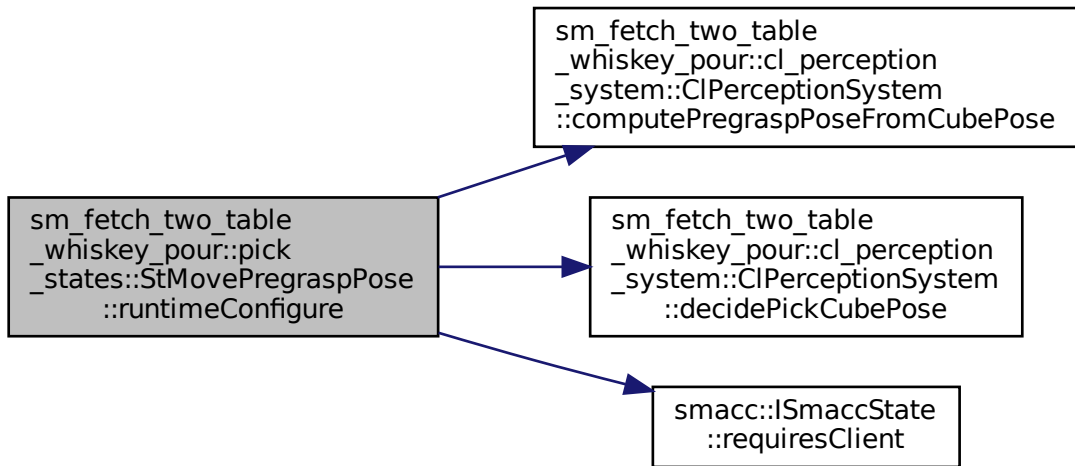 sm_fetch_two_table
_whiskey_pour::cl_perception
_system::ClPerceptionSystem
::computePregraspPoseFromCubePose
sm_fetch_two_table
_whiskey_pour::pick
_states::StMovePregraspPose
::runtimeConfigure
sm_fetch_two_table
_whiskey_pour::cl_perception
_system::ClPerceptionSystem
::decidePickCubePose
smacc::ISmaccState
::requiresClient